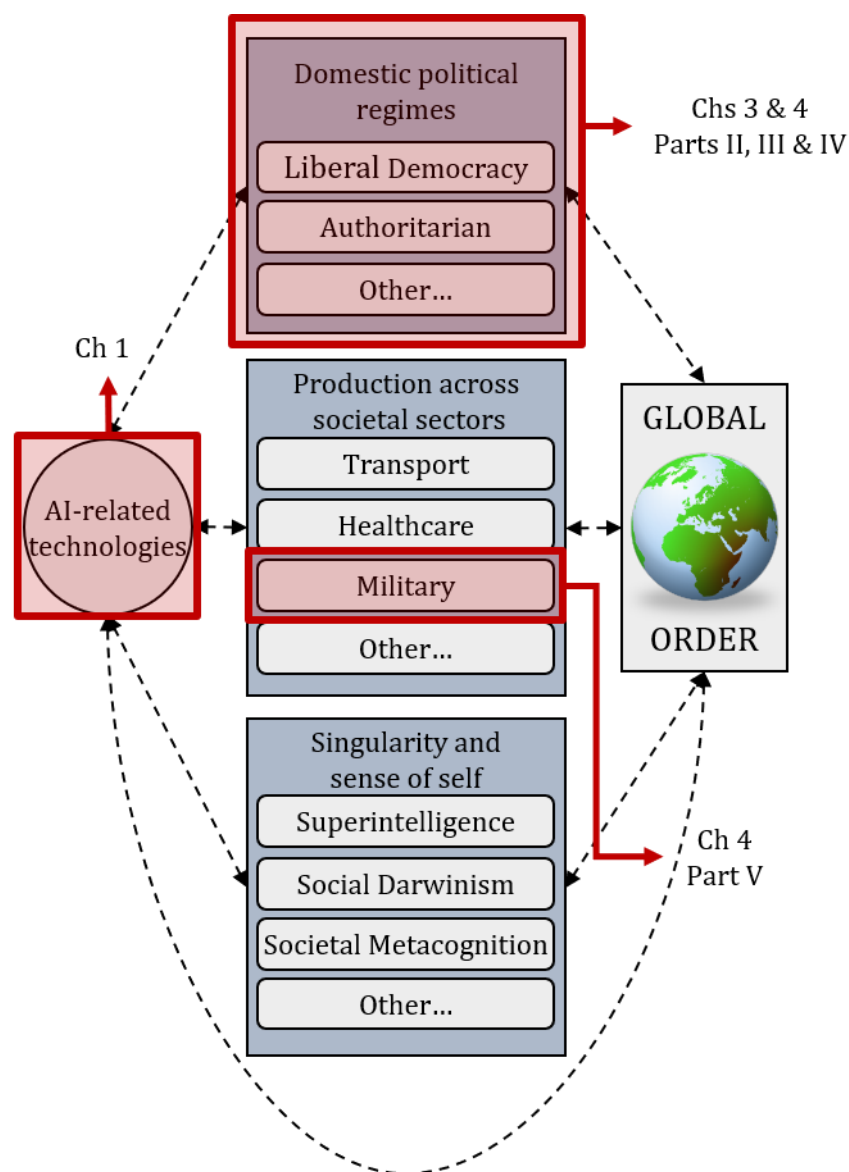 Domestic political
regimes
Liberal Democracy
Authoritarian
Other…
Chs 3 & 4
Parts II, III & IV
Ch 1
AI-related
technologies
Production across
societal sectors
Transport
Healthcare
Military
Other…
GLOBAL
ORDER
Singularity and
sense of self
Superintelligence
Social Darwinism
Societal Metacognition
Other…
Ch 4
Part V